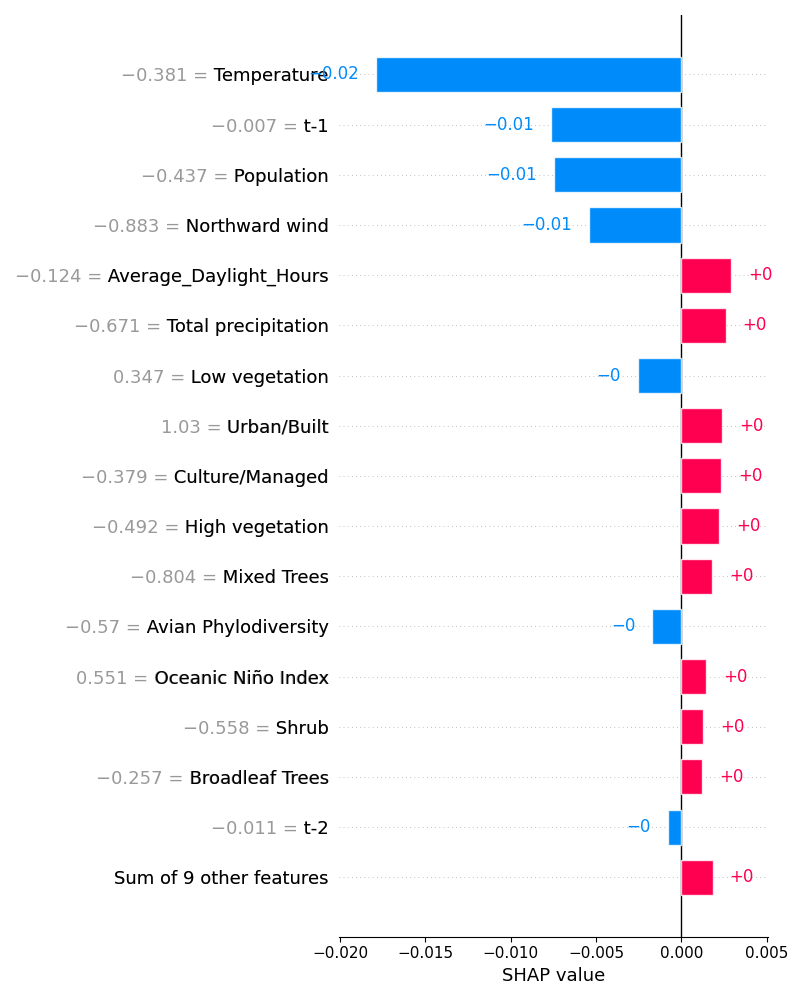 −0.381 = Temperature −0.02
−0.007 = t-1 −0.01
−0.437 = Population −0.01
−0.883 = Northward wind −0.01
−0.124 = Average_Daylight_Hours +0
−0.671 = Total precipitation +0
0.347 = Low vegetation −0
1.03 = Urban/Built +0
−0.379 = Culture/Managed +0
−0.492 = High vegetation +0
−0.804 = Mixed Trees +0
−0.57 = Avian Phylodiversity −0
0.551 = Oceanic Niño Index +0
−0.558 = Shrub +0
−0.257 = Broadleaf Trees +0
−0.011 = t-2 −0
Sum of 9 other features +0
−0.020 −0.015 −0.010 −0.005 0.000 0.005
SHAP value